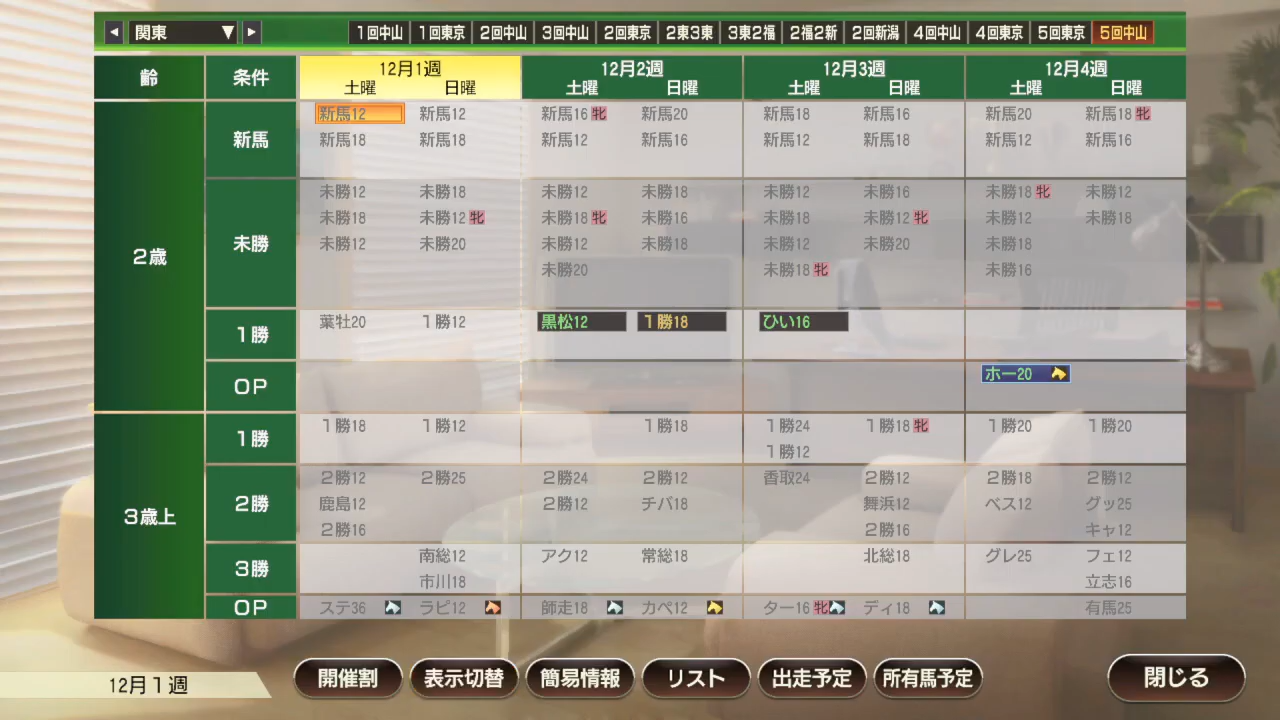 ◀ 関東 ▼ ▶ 1回中山 1回東京 2回中山 3回中山 2回東京 2東3東 3東2福 2福2新 2回新潟 4回中山 4回東京 5回東京 5回中山
齢 条件 12月1週 12月2週 12月3週 12月4週
土曜 日曜 土曜 日曜 土曜 日曜 土曜 日曜
2歳
新馬
新馬12 新馬12 新馬16 牝 新馬20 新馬18 新馬16 新馬20 新馬18 牝
新馬18 新馬18 新馬12 新馬16 新馬12 新馬18 新馬12 新馬16
未勝
未勝12 未勝18 未勝12 未勝18 未勝12 未勝16 未勝18 牝 未勝12
未勝18 未勝12 牝 未勝18 牝 未勝16 未勝18 未勝12 牝 未勝12 未勝18
未勝12 未勝20 未勝12 未勝18 未勝12 未勝20 未勝18
未勝20 未勝18 牝 未勝16
1勝
葉牡20 1勝12 黒松12 1勝18 ひい16
OP
ホー20
3歳上
1勝
1勝18 1勝12 1勝18 1勝24 1勝18 牝 1勝20 1勝20
1勝12
2勝
2勝12 2勝25 2勝24 2勝12 香取24 2勝12 2勝18 2勝12
鹿島12 2勝12 チバ18 舞浜12 ベス12 グッ25
2勝16 2勝16 キャ12
3勝
南総12 アク12 常総18 北総18 グレ25 フェ12
市川18 立志16
OP
ステ36 ラピ12 師走18 カペ12 ター16 牝 ディ18 有馬25
12月1週
開催割 表示切替 簡易情報 リスト 出走予定 所有馬予定 閉じる